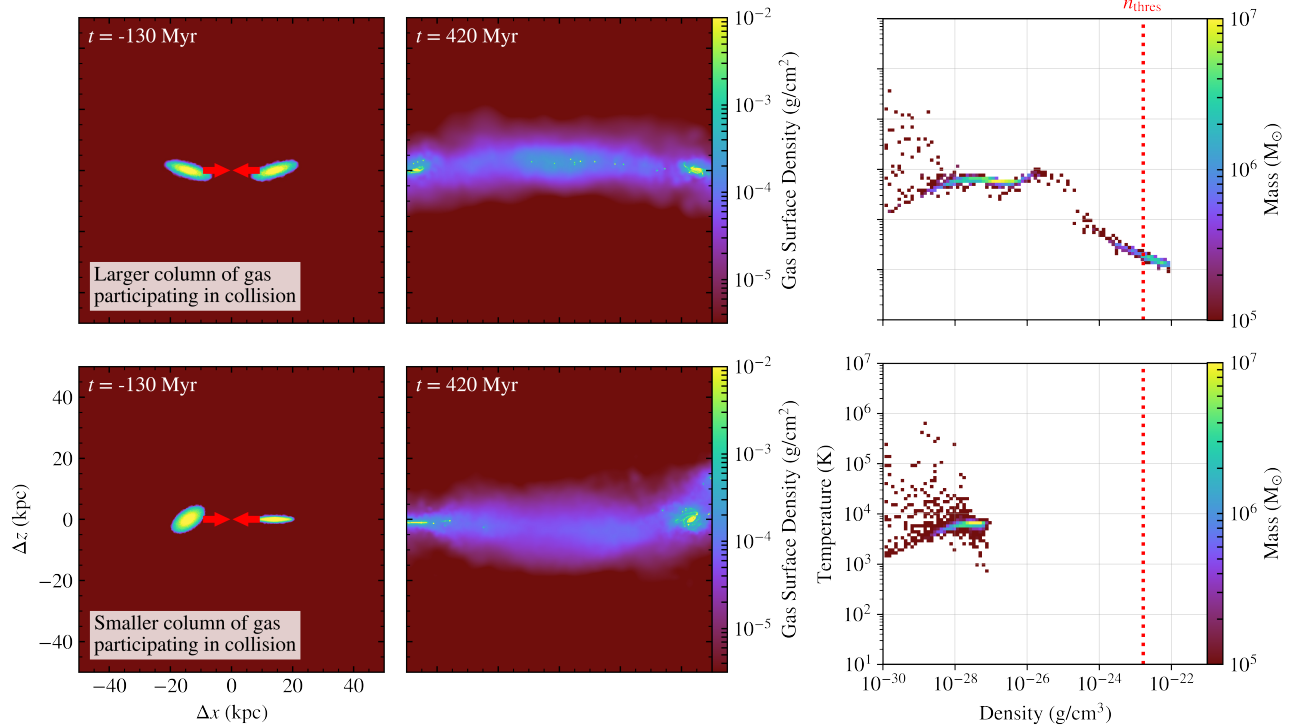 n_thres
t = -130 Myr
t = 420 Myr
Larger column of gas
participating in collision
10⁻²
10⁻³
10⁻⁴
10⁻⁵
Gas Surface Density (g/cm²)
10⁷
10⁶
10⁵
Mass (M☉)
t = -130 Myr
t = 420 Myr
Smaller column of gas
participating in collision
40
20
0
−20
−40
Δz (kpc)
−40
−20
0
20
40
Δx (kpc)
10⁻²
10⁻³
10⁻⁴
10⁻⁵
Gas Surface Density (g/cm²)
10⁷
10⁶
10⁵
10⁴
10³
10²
10¹
Temperature (K)
10⁻³⁰
10⁻²⁸
10⁻²⁶
10⁻²⁴
10⁻²²
Density (g/cm³)
10⁷
10⁶
10⁵
Mass (M☉)